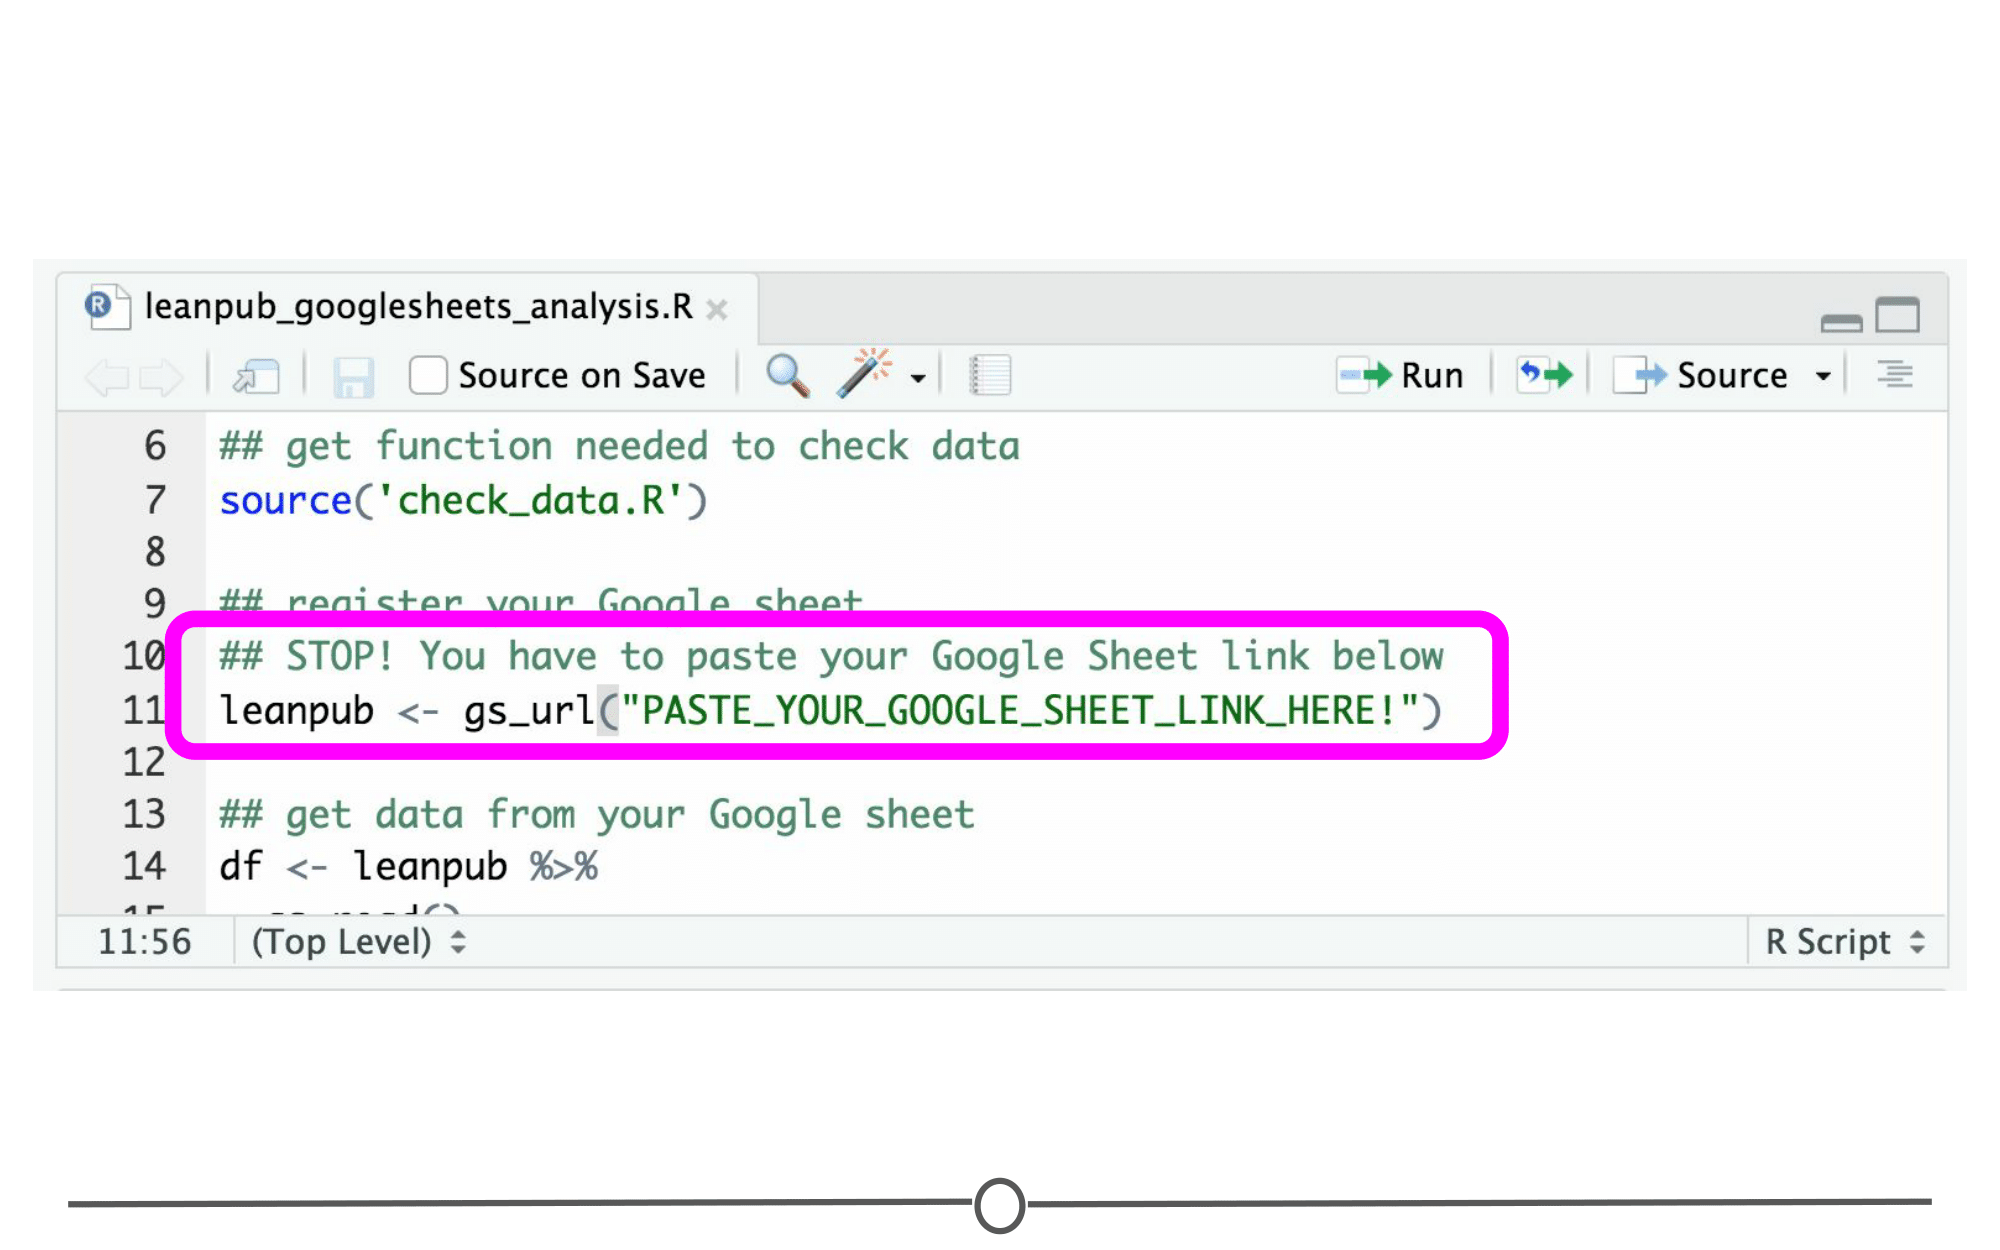 leanpub_googlesheets_analysis.R
Source on Save Run Source
6 ## get function needed to check data
7 source('check_data.R')
8
9 ## register your Google sheet
10 ## STOP! You have to paste your Google Sheet link below
11 leanpub <- gs_url("PASTE_YOUR_GOOGLE_SHEET_LINK_HERE!")
12
13 ## get data from your Google sheet
14 df <- leanpub %>%
15 gs_read()
11:56 (Top Level) R Script